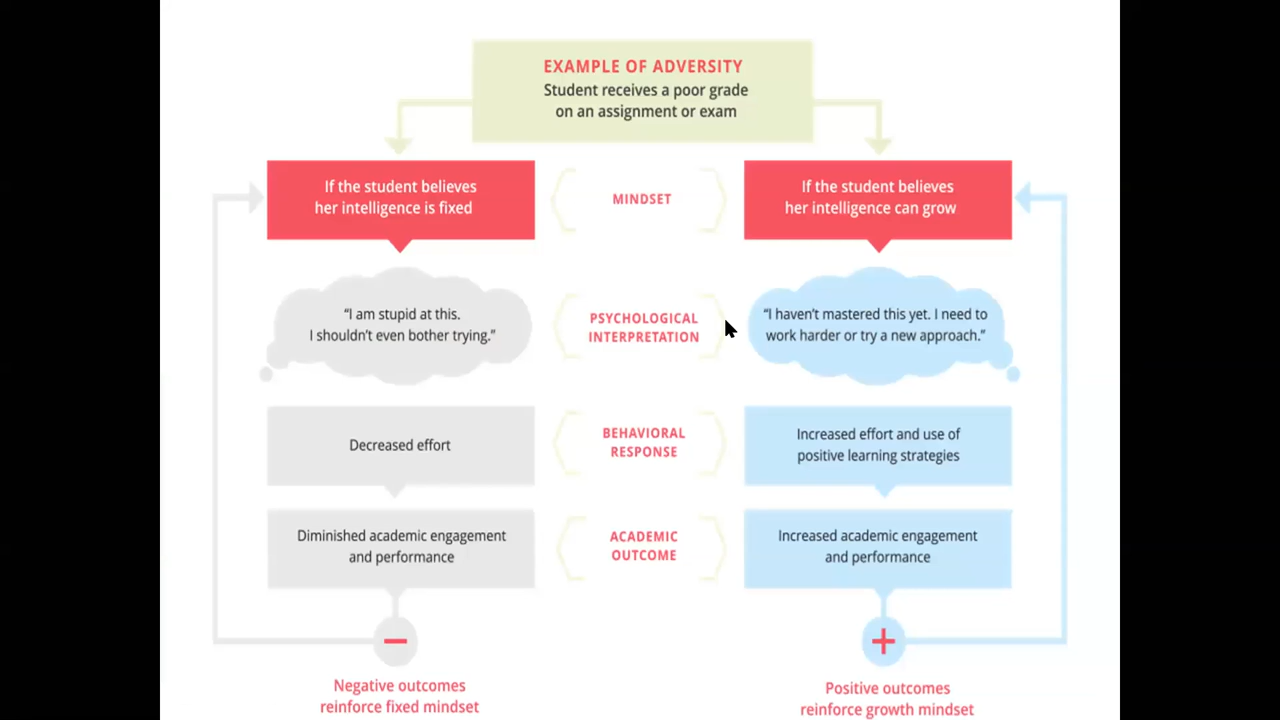 EXAMPLE OF ADVERSITY
Student receives a poor grade
on an assignment or exam
If the student believes
her intelligence is fixed
MINDSET
If the student believes
her intelligence can grow
“I am stupid at this.
I shouldn’t even bother trying.”
PSYCHOLOGICAL
INTERPRETATION
“I haven’t mastered this yet. I need to
work harder or try a new approach.”
Decreased effort
BEHAVIORAL
RESPONSE
Increased effort and use of
positive learning strategies
Diminished academic engagement
and performance
ACADEMIC
OUTCOME
Increased academic engagement
and performance
Negative outcomes
reinforce fixed mindset
Positive outcomes
reinforce growth mindset